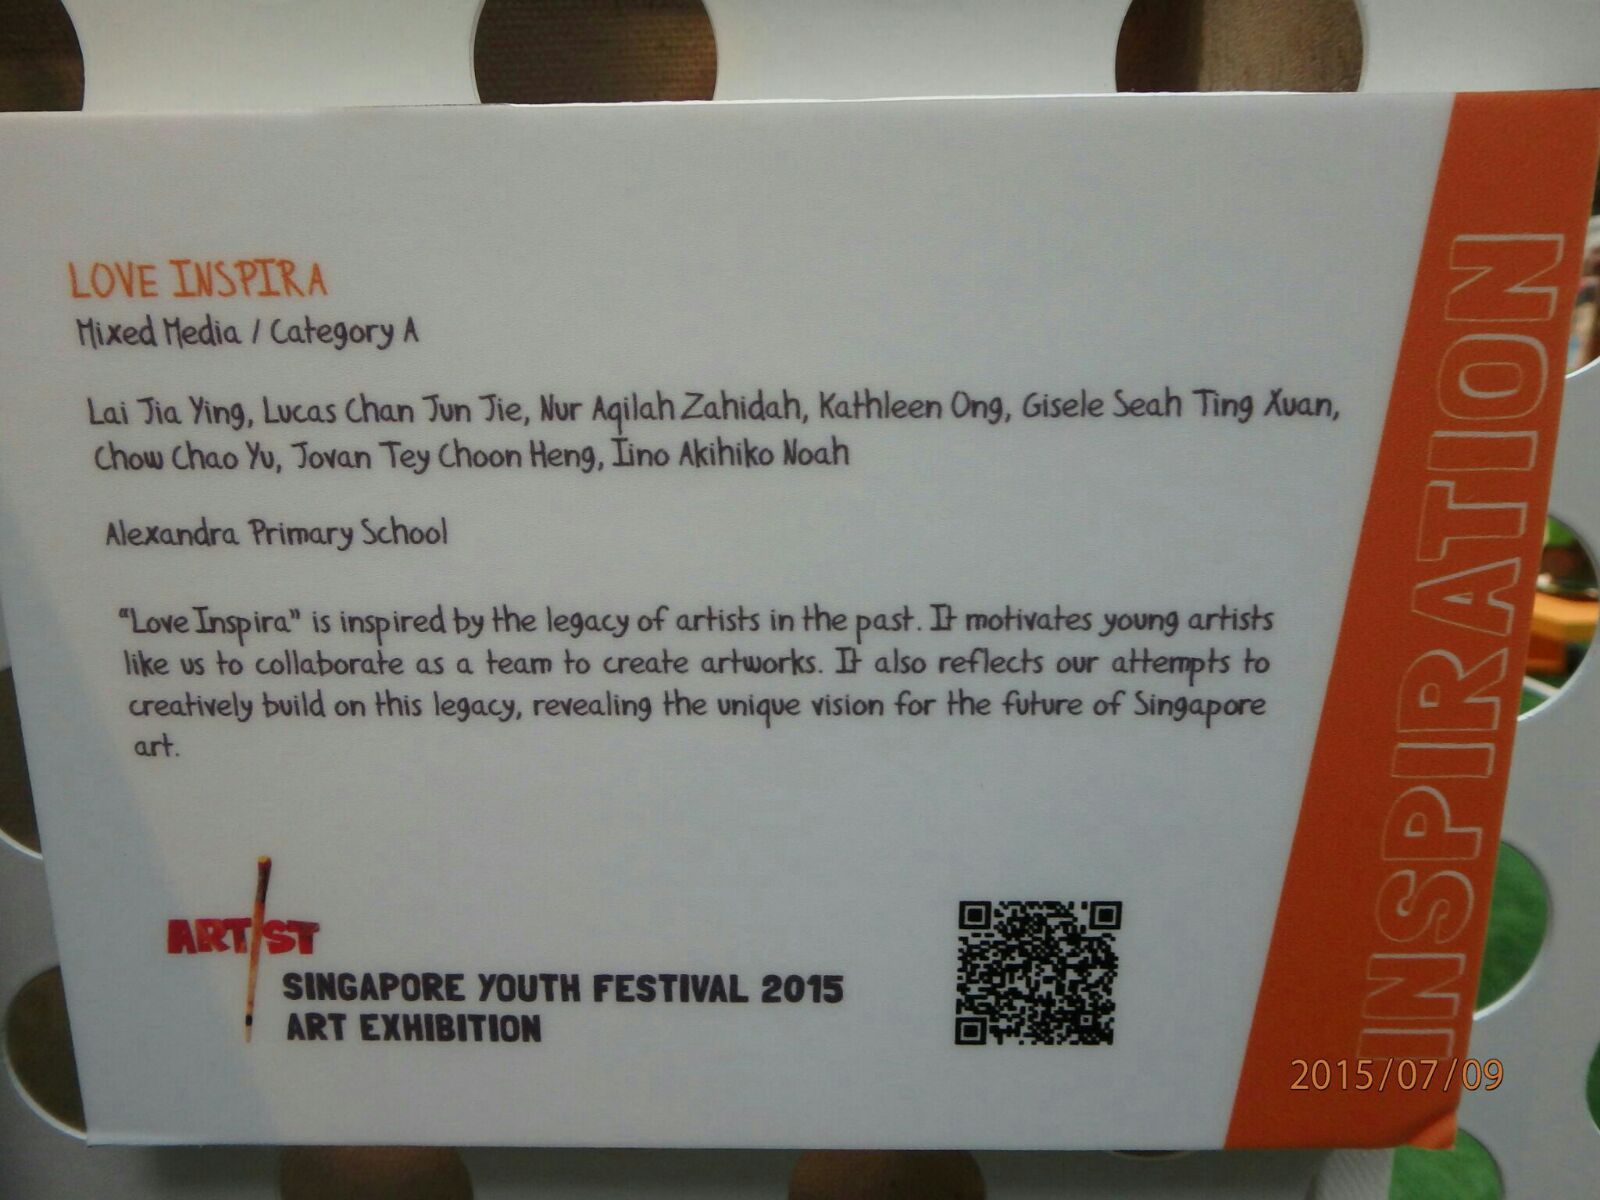 LOVE INSPIRA
Mixed Media / Category A
Lai Jia Ying, Lucas Chan Jun Jie, Nur Aqilah Zahidah, Kathleen Ong, Gisele Seah Ting Xuan,
Chow Chao Yu, Jovan Tey Choon Heng, Iino Akihiko Noah
Alexandra Primary School
“Love Inspira” is inspired by the legacy of artists in the past. It motivates young artists
like us to collaborate as a team to create artworks. It also reflects our attempts to
creatively build on this legacy, revealing the unique vision for the future of Singapore
art.
ARTIST
SINGAPORE YOUTH FESTIVAL 2015
ART EXHIBITION
INSPIRATION
2015/07/09